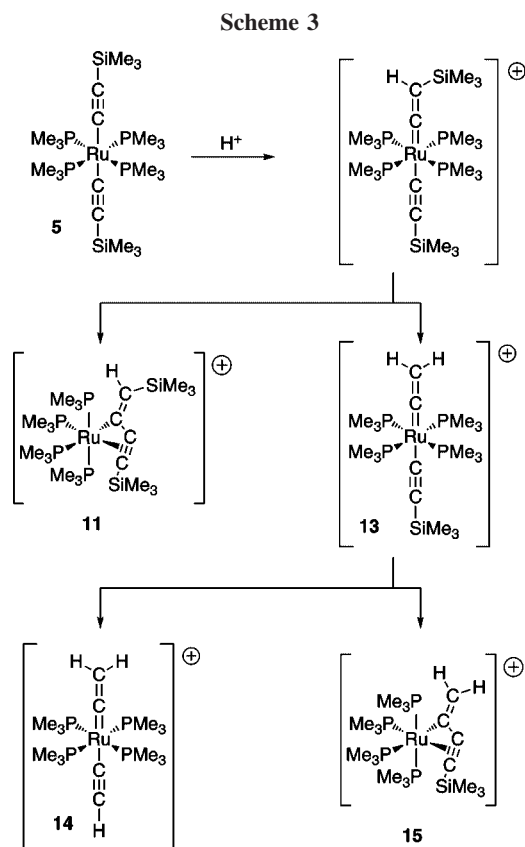 Scheme 3
SiMe3
C
C
Me3P PMe3
Ru
Me3P PMe3
C
C
SiMe3
5
H+
H SiMe3
C
C
Me3P PMe3
Ru
Me3P PMe3
C
C
SiMe3
+
H
C SiMe3
Me3P
Me3P C
Ru C
Me3P C
Me3P SiMe3
+
11
H H
C
C
Me3P PMe3
Ru
Me3P PMe3
C
C
SiMe3
+
13
H H
C
C
Me3P PMe3
Ru
Me3P PMe3
C
C
H
+
14
H H
C
PMe3
Me3P C
Ru C
Me3P C
PMe3 SiMe3
+
15